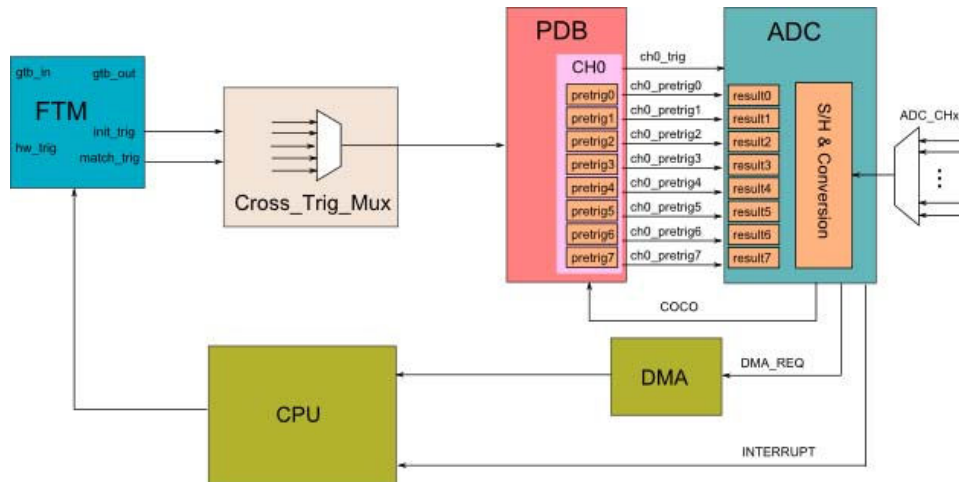 gtb_in
gtb_out
FTM
init_trig
hw_trig
match_trig
Cross_Trig_Mux
PDB
CH0
pretrig0
pretrig1
pretrig2
pretrig3
pretrig4
pretrig5
pretrig6
pretrig7
ch0_trig
ch0_pretrig0
ch0_pretrig1
ch0_pretrig2
ch0_pretrig3
ch0_pretrig4
ch0_pretrig5
ch0_pretrig6
ch0_pretrig7
ADC
result0
result1
result2
result3
result4
result5
result6
result7
S/H & Conversion
ADC_CHx
COCO
DMA_REQ
DMA
CPU
INTERRUPT